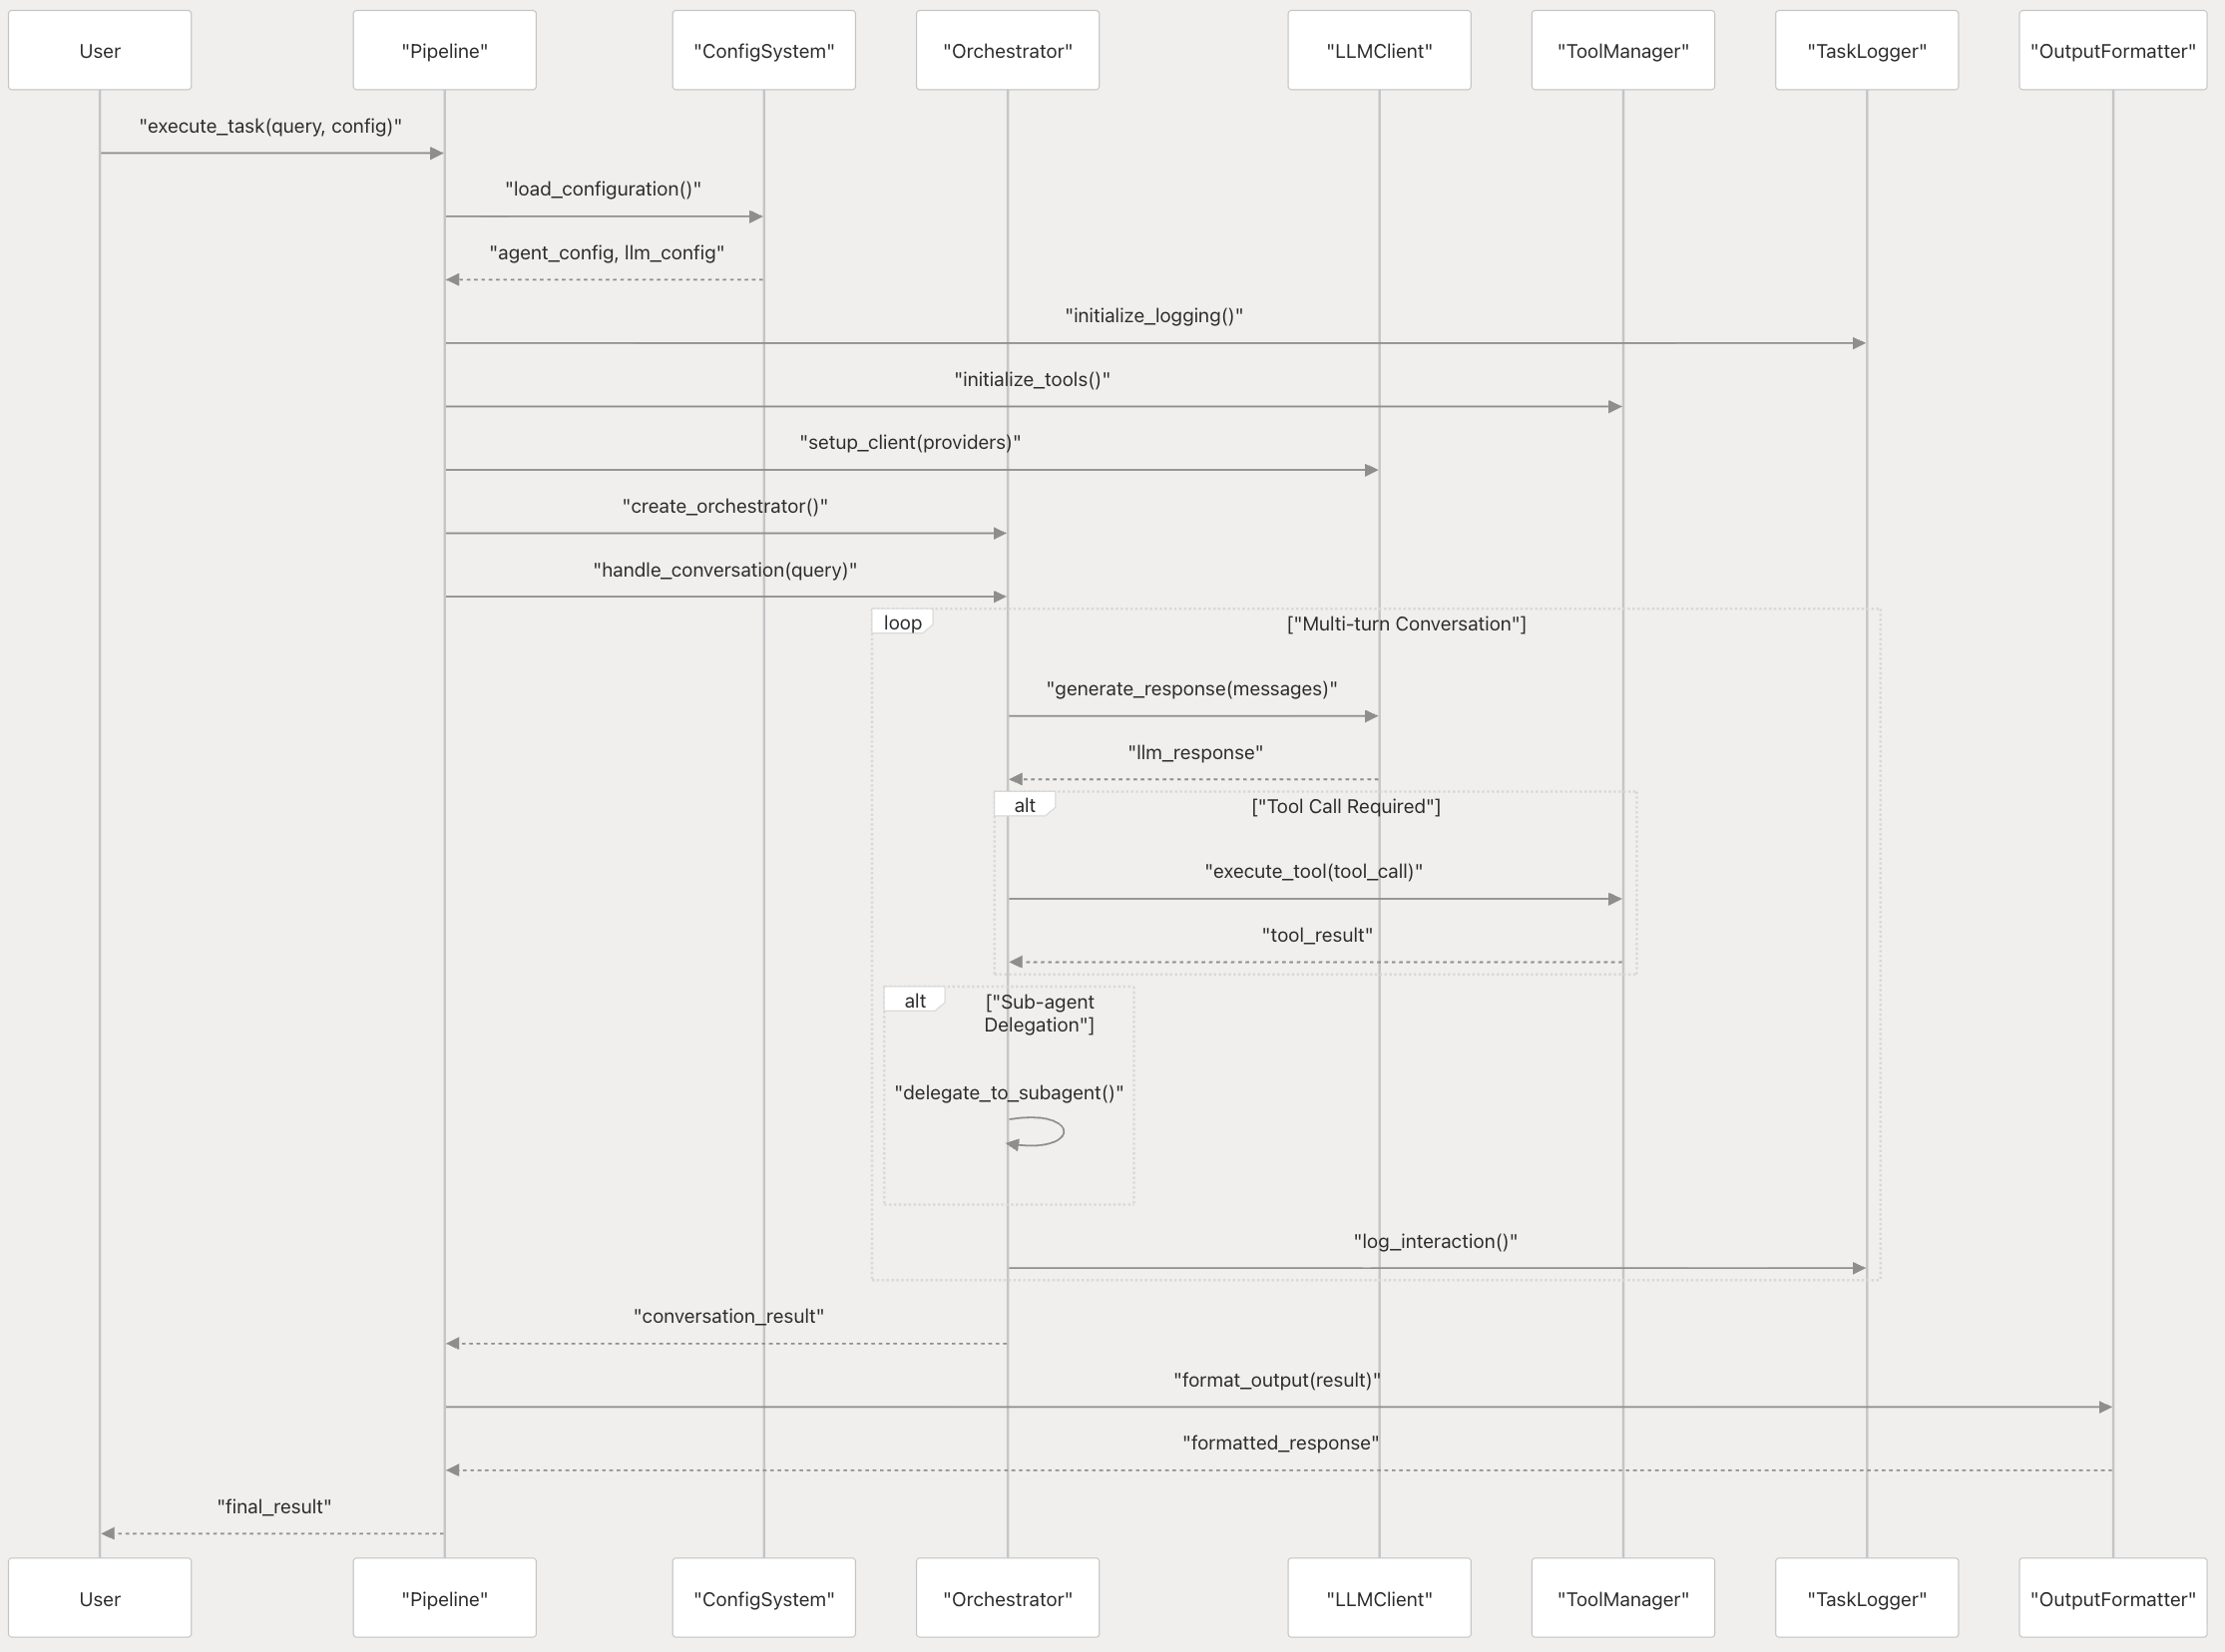 User
"Pipeline"
"ConfigSystem"
"Orchestrator"
"LLMClient"
"ToolManager"
"TaskLogger"
"OutputFormatter"
"execute_task(query, config)"
"load_configuration()"
"agent_config, llm_config"
"initialize_logging()"
"initialize_tools()"
"setup_client(providers)"
"create_orchestrator()"
"handle_conversation(query)"
loop
["Multi-turn Conversation"]
"generate_response(messages)"
"llm_response"
alt
["Tool Call Required"]
"execute_tool(tool_call)"
"tool_result"
alt
["Sub-agent
Delegation"]
"delegate_to_subagent()"
"log_interaction()"
"conversation_result"
"format_output(result)"
"formatted_response"
"final_result"
User
"Pipeline"
"ConfigSystem"
"Orchestrator"
"LLMClient"
"ToolManager"
"TaskLogger"
"OutputFormatter"